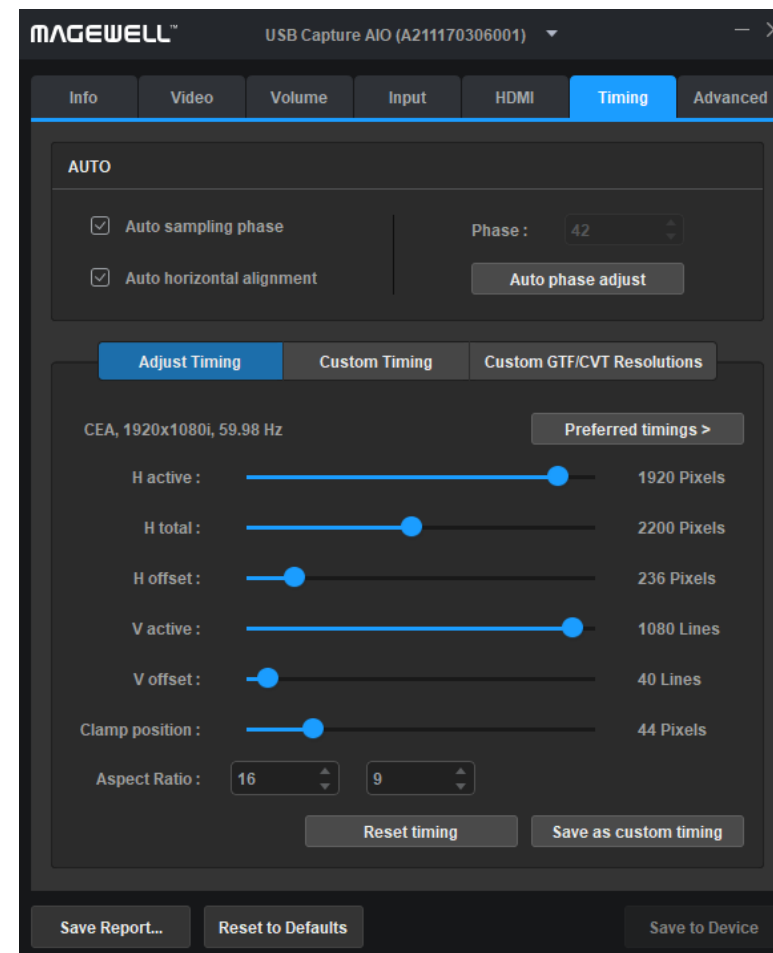 MAGEWELL™
USB Capture AIO (A211170306001)
Info Video Volume Input HDMI Timing Advanced
AUTO
Auto sampling phase
Phase : 42
Auto horizontal alignment
Auto phase adjust
Adjust Timing Custom Timing Custom GTF/CVT Resolutions
CEA, 1920x1080i, 59.98 Hz
Preferred timings >
H active : 1920 Pixels
H total : 2200 Pixels
H offset : 236 Pixels
V active : 1080 Lines
V offset : 40 Lines
Clamp position : 44 Pixels
Aspect Ratio : 16 9
Reset timing Save as custom timing
Save Report... Reset to Defaults Save to Device